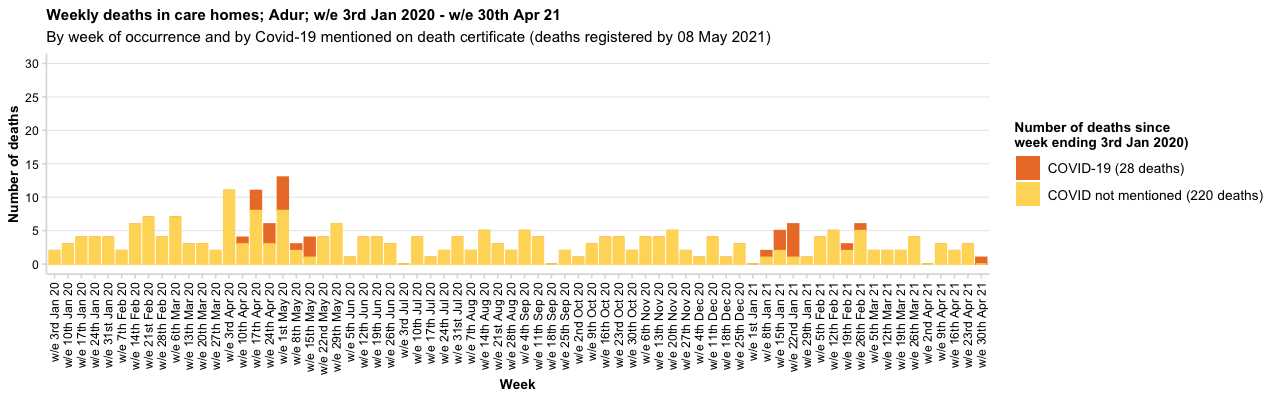 Weekly deaths in care homes; Adur; w/e 3rd Jan 2020 - w/e 30th Apr 21
By week of occurrence and by Covid-19 mentioned on death certificate (deaths registered by 08 May 2021)
Number of deaths
30
25
20
15
10
5
0
w/e 3rd Jan 20
w/e 10th Jan 20
w/e 17th Jan 20
w/e 24th Jan 20
w/e 31st Jan 20
w/e 7th Feb 20
w/e 14th Feb 20
w/e 21st Feb 20
w/e 28th Feb 20
w/e 6th Mar 20
w/e 13th Mar 20
w/e 20th Mar 20
w/e 27th Mar 20
w/e 3rd Apr 20
w/e 10th Apr 20
w/e 17th Apr 20
w/e 24th Apr 20
w/e 1st May 20
w/e 8th May 20
w/e 15th May 20
w/e 22nd May 20
w/e 29th May 20
w/e 5th Jun 20
w/e 12th Jun 20
w/e 19th Jun 20
w/e 26th Jun 20
w/e 3rd Jul 20
w/e 10th Jul 20
w/e 17th Jul 20
w/e 24th Jul 20
w/e 31st Jul 20
w/e 7th Aug 20
w/e 14th Aug 20
w/e 21st Aug 20
w/e 28th Aug 20
w/e 4th Sep 20
w/e 11th Sep 20
w/e 18th Sep 20
w/e 25th Sep 20
w/e 2nd Oct 20
w/e 9th Oct 20
w/e 16th Oct 20
w/e 23rd Oct 20
w/e 30th Oct 20
w/e 6th Nov 20
w/e 13th Nov 20
w/e 20th Nov 20
w/e 27th Nov 20
w/e 4th Dec 20
w/e 11th Dec 20
w/e 18th Dec 20
w/e 25th Dec 20
w/e 1st Jan 21
w/e 8th Jan 21
w/e 15th Jan 21
w/e 22nd Jan 21
w/e 29th Jan 21
w/e 5th Feb 21
w/e 12th Feb 21
w/e 19th Feb 21
w/e 26th Feb 21
w/e 5th Mar 21
w/e 12th Mar 21
w/e 19th Mar 21
w/e 26th Mar 21
w/e 2nd Apr 21
w/e 9th Apr 21
w/e 16th Apr 21
w/e 23rd Apr 21
w/e 30th Apr 21
Week
Number of deaths since
week ending 3rd Jan 2020)
COVID-19 (28 deaths)
COVID not mentioned (220 deaths)